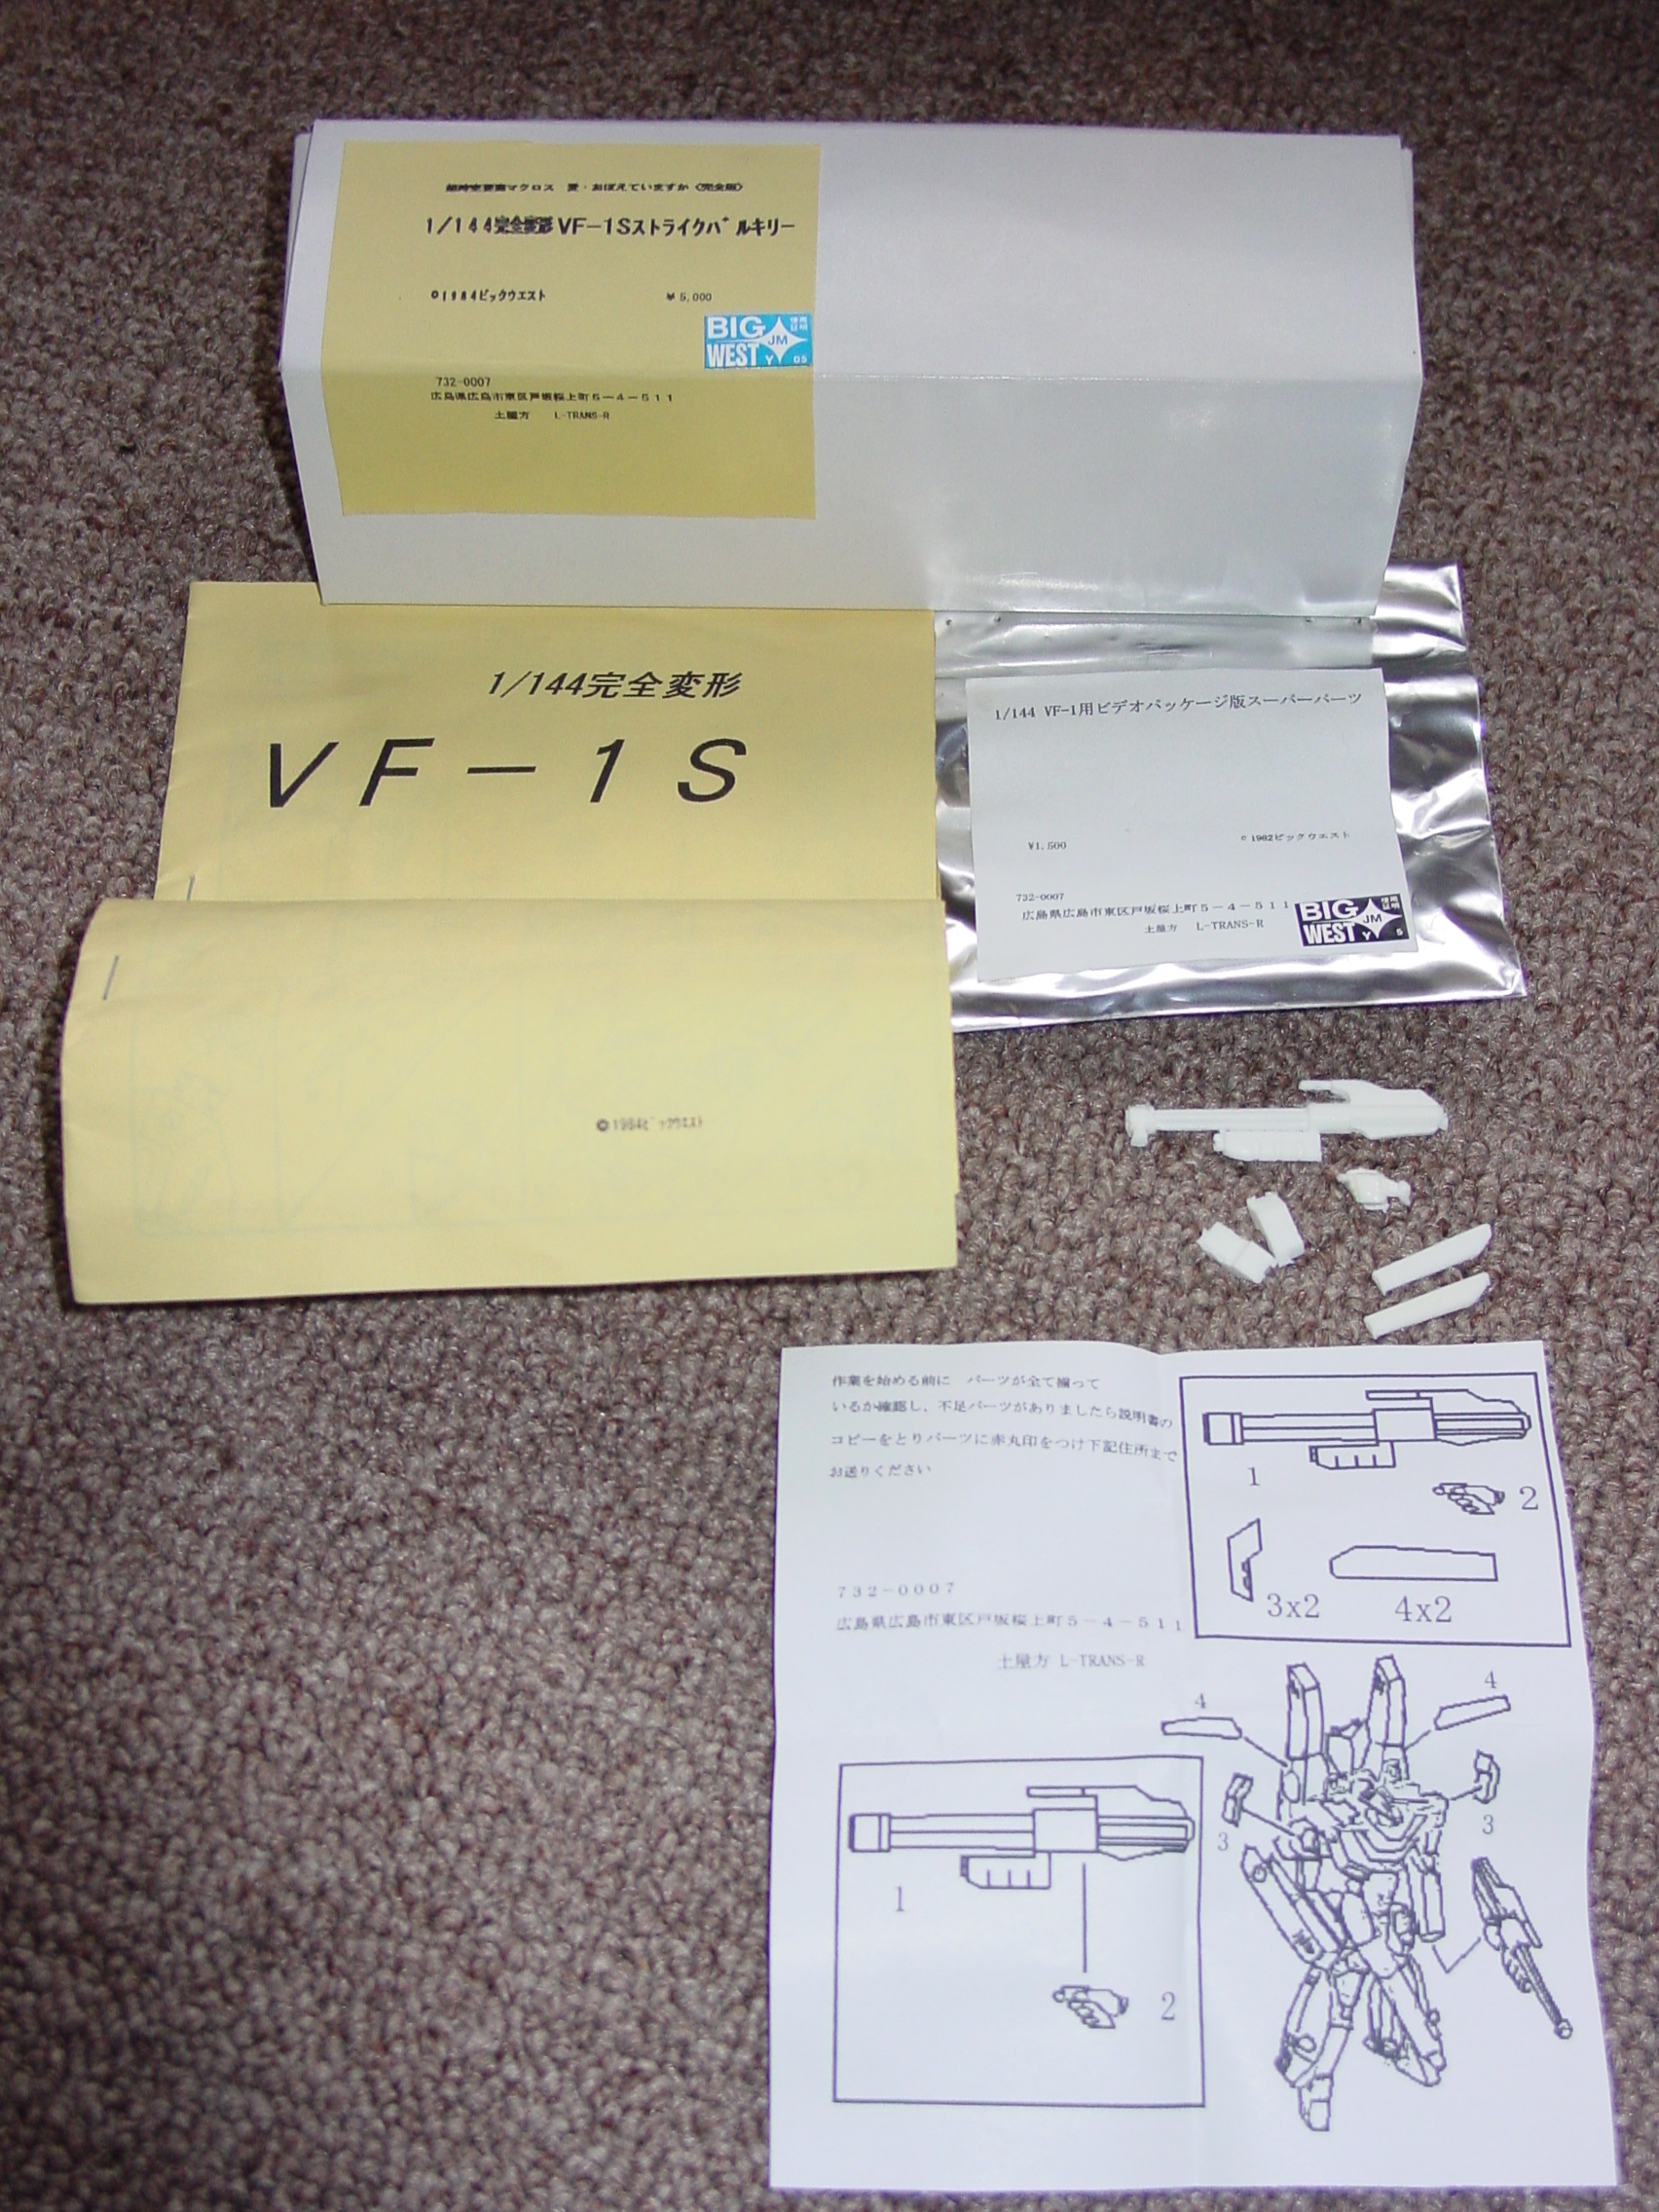 超時空要塞マクロス 愛・おぼえていますか〈完全版〉
1/144完全変形VF-1Sストライクバルキリー
©1984ビックウエスト ¥5,000
BIG WEST JM Y 05
732-0007
広島県広島市東区戸坂桜上町5-4-511
土屋方 L-TRANS-R
1/144完全変形
VF-1S
©1984ビックウエスト
1/144 VF-1用ビデオパッケージ版スーパーパーツ
¥1,500 ©1982ビックウエスト
732-0007
広島県広島市東区戸坂桜上町5-4-511
土屋方 L-TRANS-R
BIG WEST JM Y 5
作業を始める前に パーツが全て揃って
いるか確認し、不足パーツがありましたら説明書の
コピーをとりパーツに赤丸印をつけ下記住所まで
お送りください
732-0007
広島県広島市東区戸坂桜上町5-4-511
土屋方 L-TRANS-R
1
2
3x2
4x2
4
4
3
3
1
2